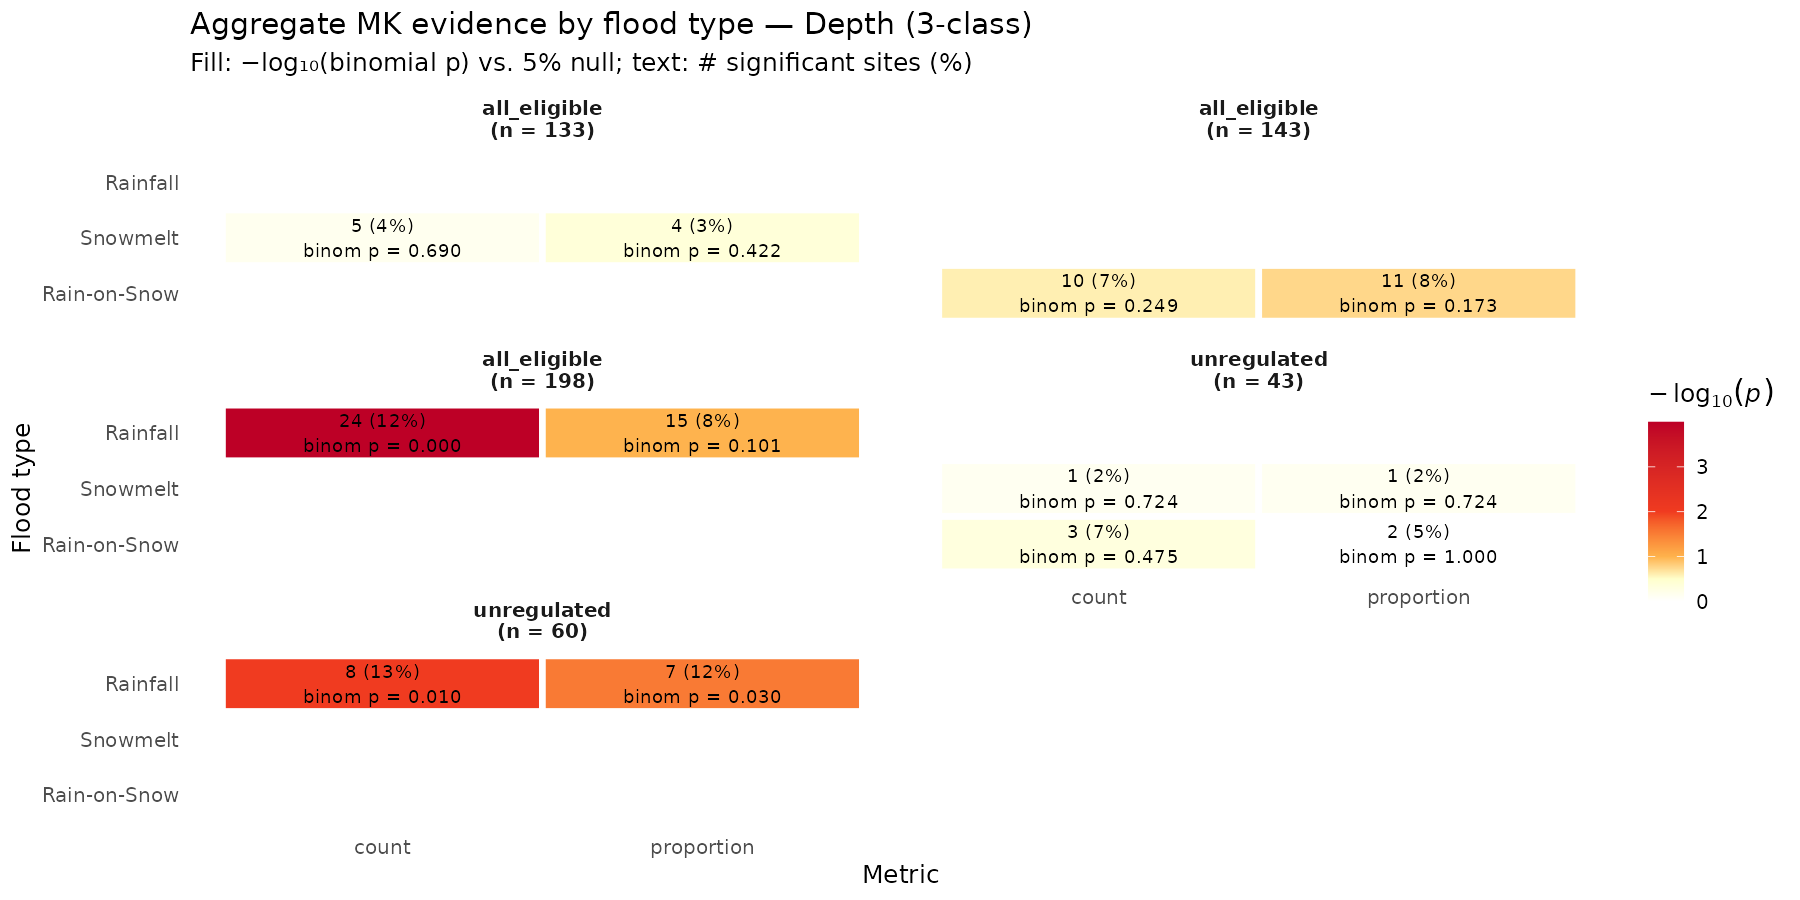 Aggregate MK evidence by flood type — Depth (3-class)
Fill: −log₁₀(binomial p) vs. 5% null; text: # significant sites (%)
all_eligible
(n = 133)
all_eligible
(n = 143)
Rainfall
Snowmelt
5 (4%)
binom p = 0.690
4 (3%)
binom p = 0.422
Rain-on-Snow
10 (7%)
binom p = 0.249
11 (8%)
binom p = 0.173
all_eligible
(n = 198)
unregulated
(n = 43)
Rainfall
24 (12%)
binom p = 0.000
15 (8%)
binom p = 0.101
Snowmelt
1 (2%)
binom p = 0.724
1 (2%)
binom p = 0.724
Rain-on-Snow
3 (7%)
binom p = 0.475
2 (5%)
binom p = 1.000
count
proportion
unregulated
(n = 60)
Rainfall
8 (13%)
binom p = 0.010
7 (12%)
binom p = 0.030
Snowmelt
Rain-on-Snow
count
proportion
Metric
Flood type
− log₁₀(p)
3
2
1
0